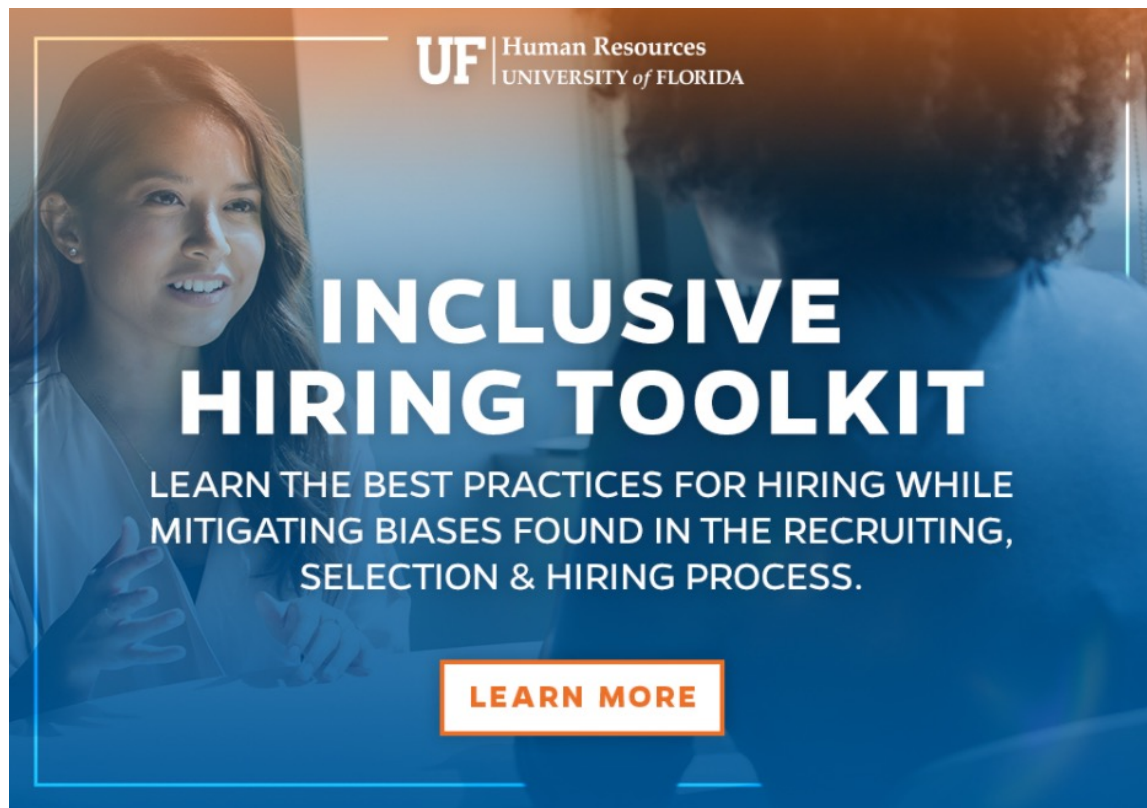 UF Human Resources
UNIVERSITY of FLORIDA
INCLUSIVE
HIRING TOOLKIT
LEARN THE BEST PRACTICES FOR HIRING WHILE
MITIGATING BIASES FOUND IN THE RECRUITING,
SELECTION & HIRING PROCESS.
LEARN MORE